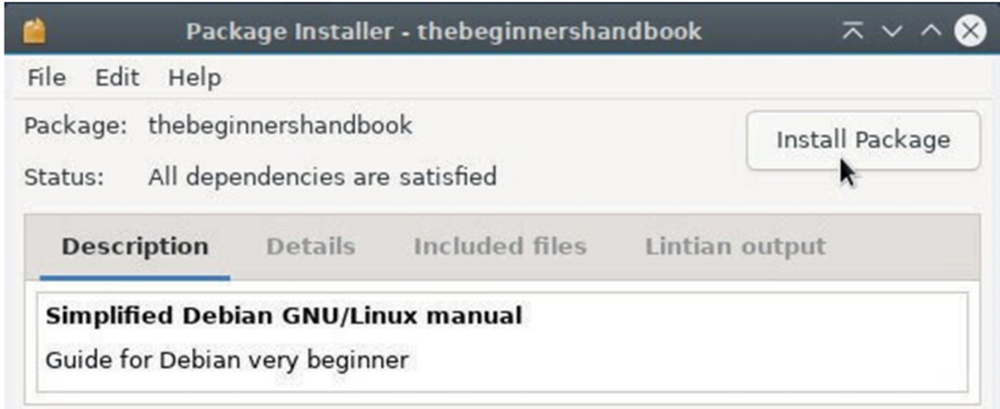 Package Installer - thebeginnershandbook
File Edit Help
Package: thebeginnershandbook
Install Package
Status: All dependencies are satisfied
Description Details Included files Lintian output
Simplified Debian GNU/Linux manual
Guide for Debian very beginner